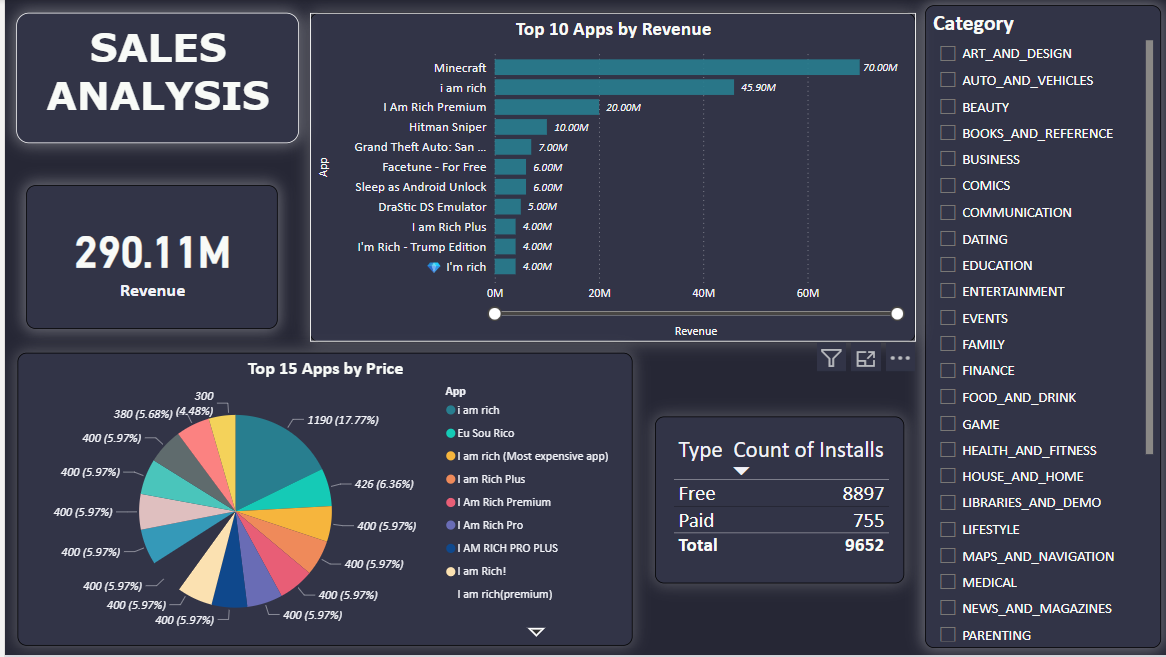 SALES
ANALYSIS
290.11M
Revenue
Top 10 Apps by Revenue
App
Minecraft 70.00M
i am rich 45.90M
I Am Rich Premium 20.00M
Hitman Sniper 10.00M
Grand Theft Auto: San ... 7.00M
Facetune - For Free 6.00M
Sleep as Android Unlock 6.00M
DraStic DS Emulator 5.00M
I am Rich Plus 4.00M
I'm Rich - Trump Edition 4.00M
💎 I'm rich 4.00M
0M 20M 40M 60M
Revenue
Top 15 Apps by Price
300
(4.48%)
380 (5.68%)
1190 (17.77%)
400 (5.97%)
426 (6.36%)
400 (5.97%)
400 (5.97%)
400 (5.97%)
400 (5.97%)
400 (5.97%)
400 (5.97%)
400 (5.97%)
400 (5.97%)
400 (5.97%)
400 (5.97%)
App
i am rich
Eu Sou Rico
I am rich (Most expensive app)
I am Rich Plus
I Am Rich Premium
I Am Rich Pro
I AM RICH PRO PLUS
I am Rich!
I am rich(premium)
Type Count of Installs
Free 8897
Paid 755
Total 9652
Category
ART_AND_DESIGN
AUTO_AND_VEHICLES
BEAUTY
BOOKS_AND_REFERENCE
BUSINESS
COMICS
COMMUNICATION
DATING
EDUCATION
ENTERTAINMENT
EVENTS
FAMILY
FINANCE
FOOD_AND_DRINK
GAME
HEALTH_AND_FITNESS
HOUSE_AND_HOME
LIBRARIES_AND_DEMO
LIFESTYLE
MAPS_AND_NAVIGATION
MEDICAL
NEWS_AND_MAGAZINES
PARENTING